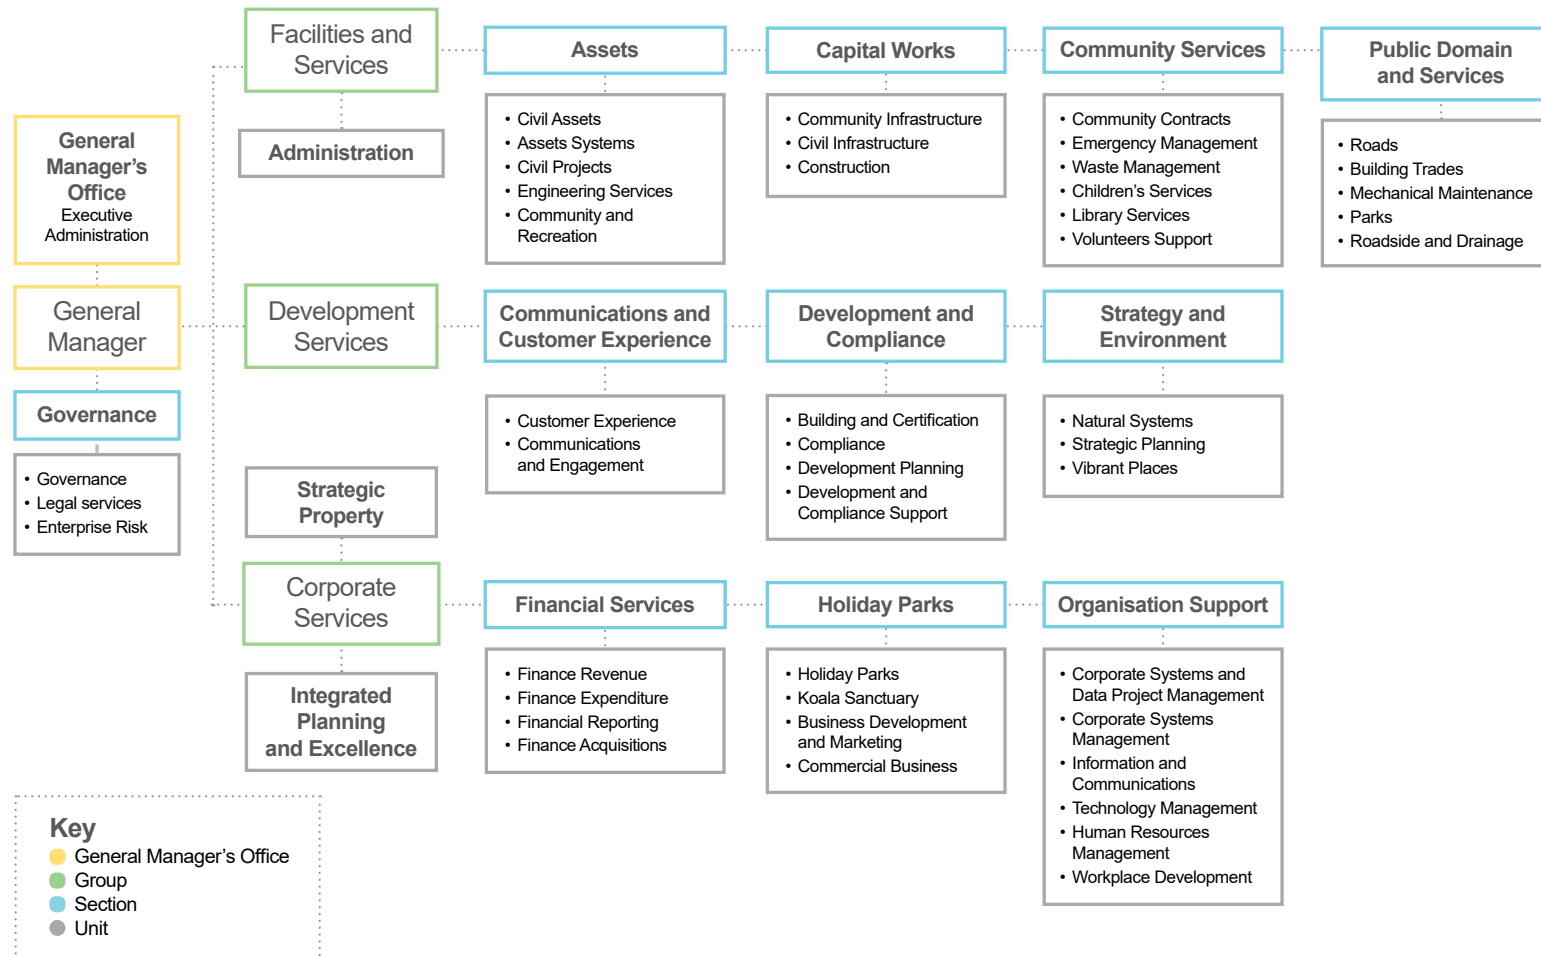 General
Manager’s
Office
Executive
Administration
General
Manager
Governance
• Governance
• Legal services
• Enterprise Risk
Facilities and
Services
Administration
Assets
• Civil Assets
• Assets Systems
• Civil Projects
• Engineering Services
• Community and
Recreation
Capital Works
• Community Infrastructure
• Civil Infrastructure
• Construction
Community Services
• Community Contracts
• Emergency Management
• Waste Management
• Children’s Services
• Library Services
• Volunteers Support
Public Domain
and Services
• Roads
• Building Trades
• Mechanical Maintenance
• Parks
• Roadside and Drainage
Development
Services
Communications and
Customer Experience
• Customer Experience
• Communications
and Engagement
Development and
Compliance
• Building and Certification
• Compliance
• Development Planning
• Development and
Compliance Support
Strategy and
Environment
• Natural Systems
• Strategic Planning
• Vibrant Places
Strategic
Property
Corporate
Services
Integrated
Planning
and Excellence
Financial Services
• Finance Revenue
• Finance Expenditure
• Financial Reporting
• Finance Acquisitions
Holiday Parks
• Holiday Parks
• Koala Sanctuary
• Business Development
and Marketing
• Commercial Business
Organisation Support
• Corporate Systems and
Data Project Management
• Corporate Systems
Management
• Information and
Communications
• Technology Management
• Human Resources
Management
• Workplace Development
Key
General Manager’s Office
Group
Section
Unit